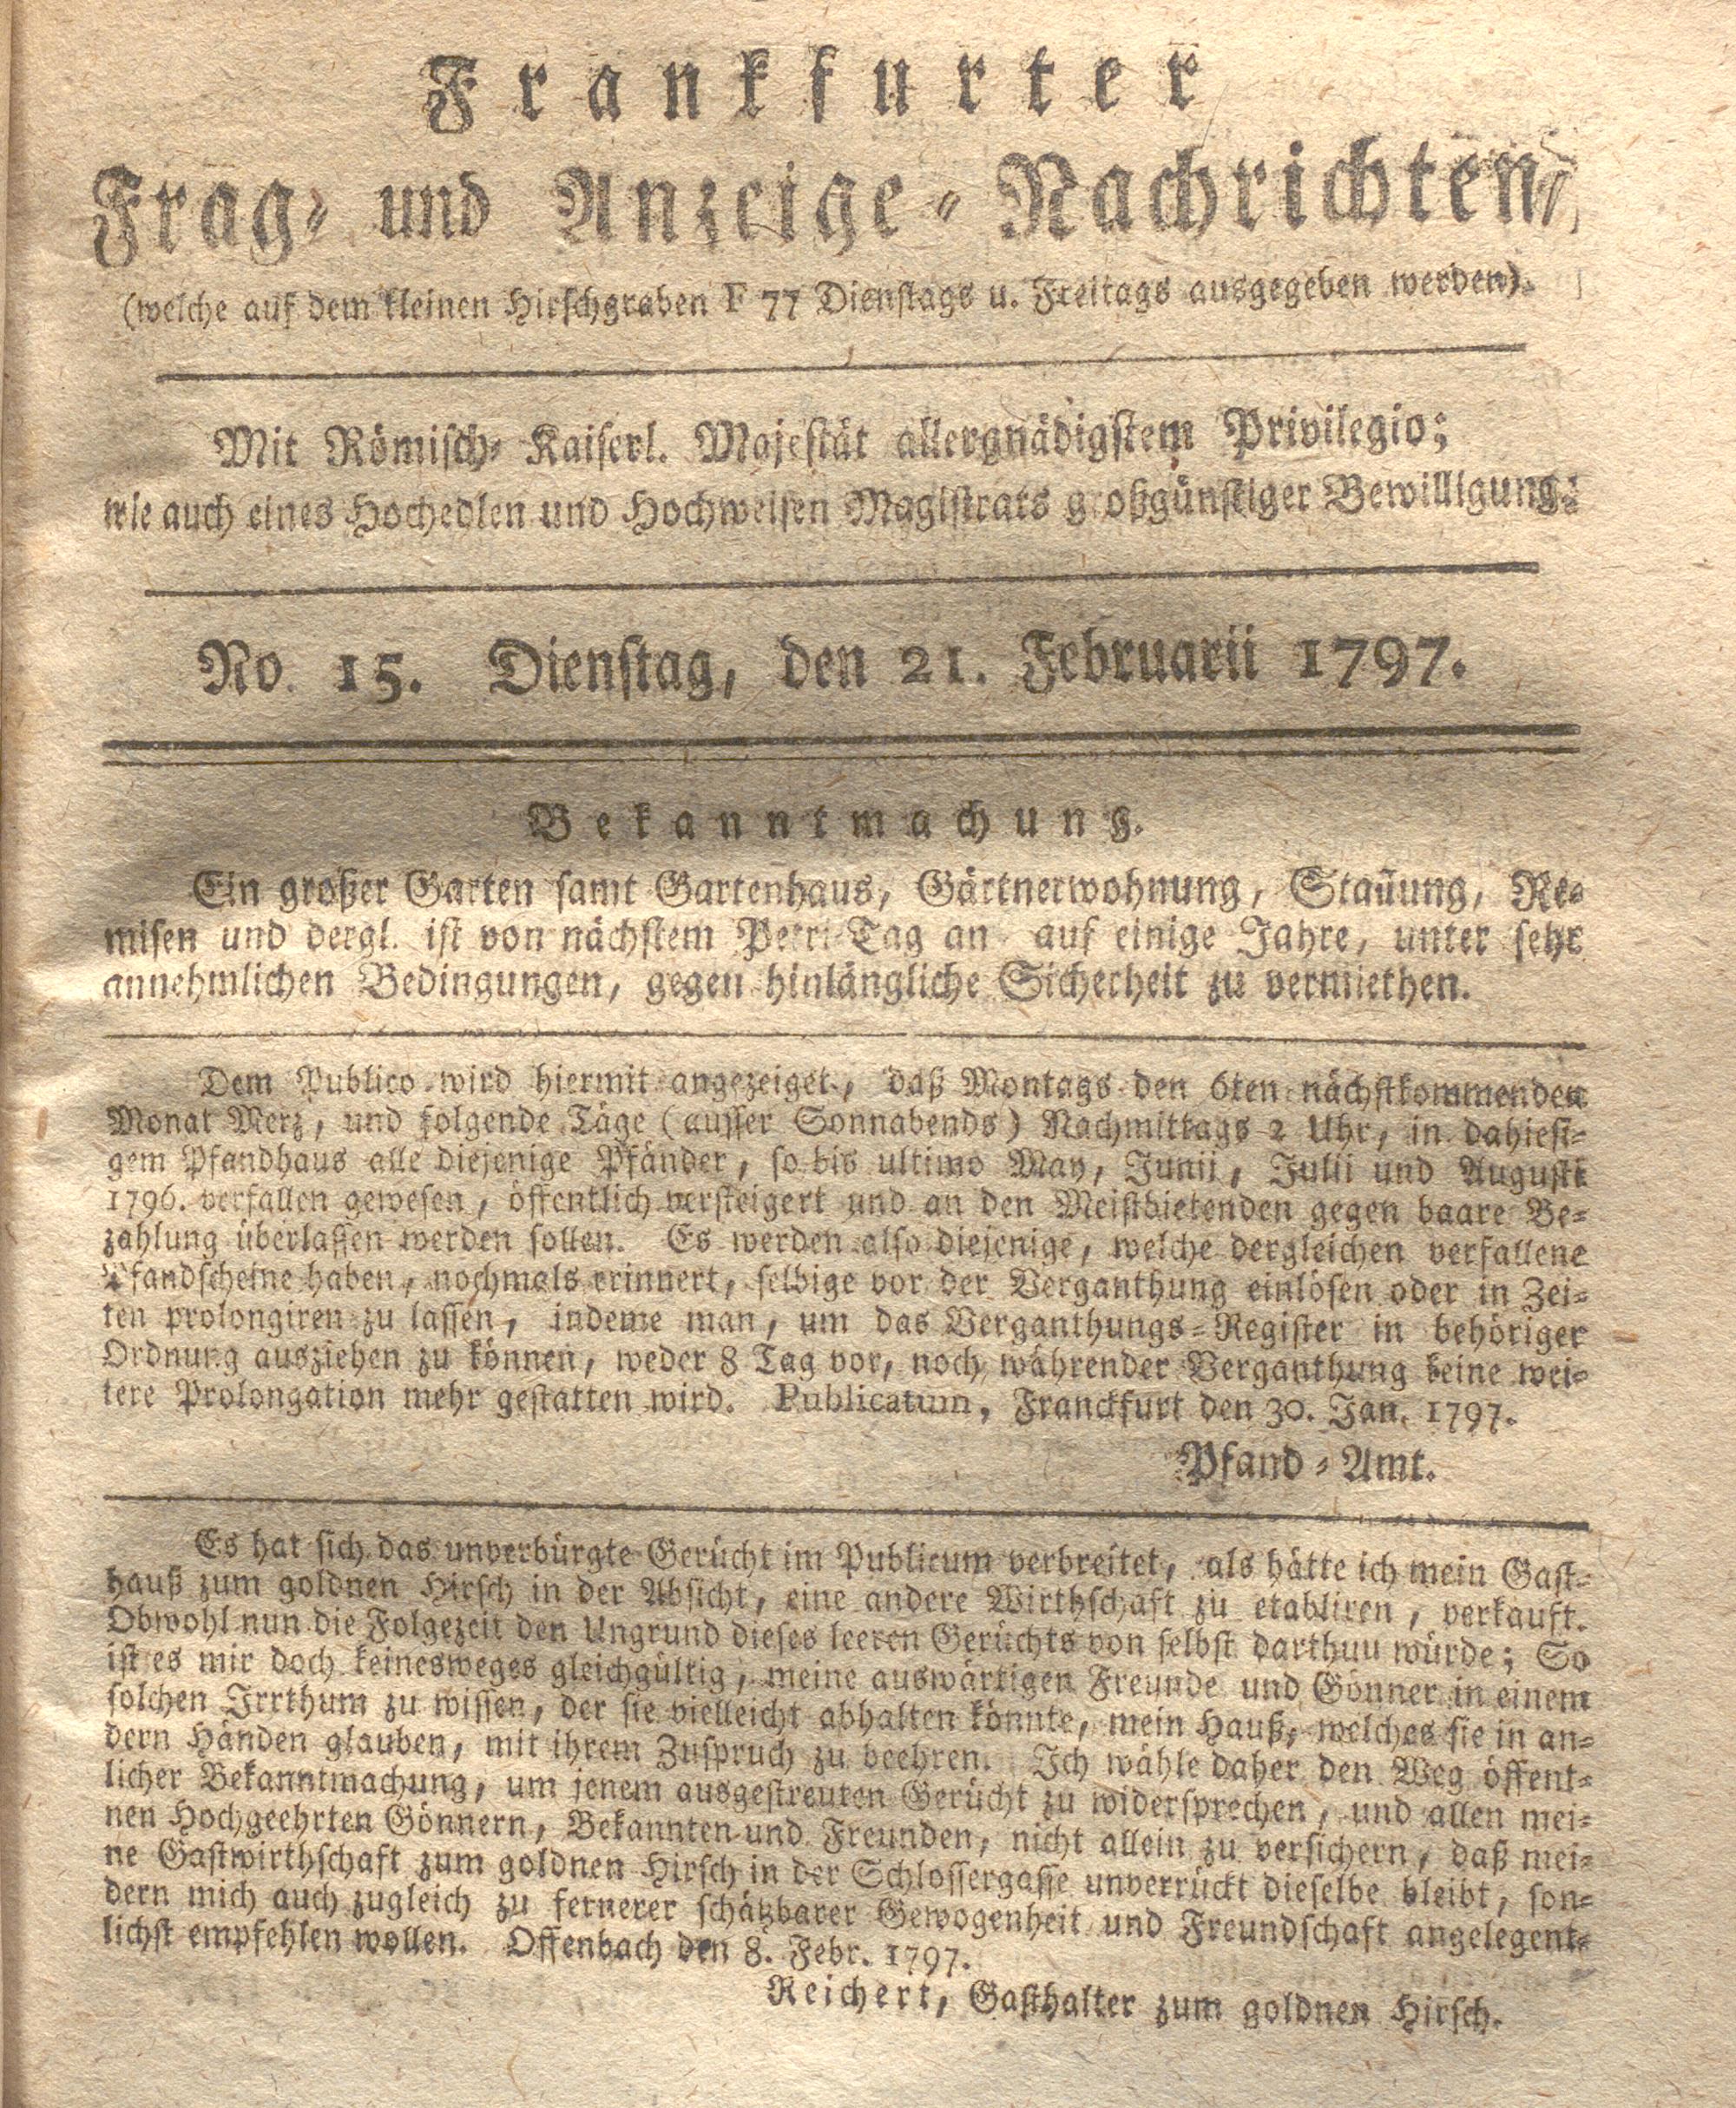 Frankfurter
Frag- und Anzeige-Nachrichten,
(welche auf dem kleinen Hirschgraben F 77 Dienstags u. Freitags ausgegeben werden).
Mit Römisch-Kaiserl. Majestät allergnädigstem Privilegio;
wie auch eines Hochedlen und Hochweisen Magistrats großgünstiger Bewilligung.
No. 15. Dienstag, den 21. Februarii 1797.
Bekanntmachung.
Ein großer Garten samt Gartenhaus, Gärtnerwohnung, Stallung, Re-
misen und dergl. ist von nächstem Petri-Tag an auf einige Jahre, unter sehr
annehmlichen Bedingungen, gegen hinlängliche Sicherheit zu vermiethen.
Dem Publico wird hiermit angezeiget, daß Montags den 6ten nächstkommenden
Monat Merz, und folgende Täge (ausser Sonnabends) Nachmittags 2 Uhr, in dahiesi-
gem Pfandhaus alle diejenige Pfänder, so bis ultimo May, Junii, Julii und Augusti
1796. verfallen gewesen, öffentlich versteigert und an den Meistbietenden gegen baare Be-
zahlung überlassen werden sollen. Es werden also diejenige, welche dergleichen verfallene
Pfandscheine haben, nochmals erinnert, selbige vor der Verganthung einlösen oder in Zei-
ten prolongiren zu lassen, indeme man, um das Verganthungs-Register in behöriger
Ordnung ausziehen zu können, weder 8 Tag vor, noch währender Verganthung keine wei-
tere Prolongation mehr gestatten wird. Publicatum, Franckfurt den 30. Jan. 1797.
Pfand-Amt.
Es hat sich das unverbürgte Gerücht im Publicum verbreitet, als hätte ich mein Gast-
hauß zum goldnen Hirsch in der Absicht, eine andere Wirthschaft zu etabliren, verkauft.
Obwohl nun die Folgezeit den Ungrund dieses leeren Gerüchts von selbst darthun würde; So
ist es mir doch keinesweges gleichgültig, meine auswärtigen Freunde und Gönner in einem
solchen Irrthum zu wissen, der sie vielleicht abhalten könnte, mein Hauß, welches sie in an-
dern Händen glauben, mit ihrem Zuspruch zu beehren. Ich wähle daher den Weg öffent-
licher Bekanntmachung, um jenem ausgestreuten Gerücht zu widersprechen, und allen mei-
nen Hochgeehrten Gönnern, Bekannten und Freunden, nicht allein zu versichern, daß mei-
ne Gastwirthschaft zum goldnen Hirsch in der Schlossergasse unverrückt dieselbe bleibt, son-
dern mich auch zugleich zu fernerer schätzbarer Gewogenheit und Freundschaft angelegent-
lichst empfehlen wollen. Offenbach den 8. Febr. 1797.
Reichert, Gasthalter zum goldnen Hirsch.